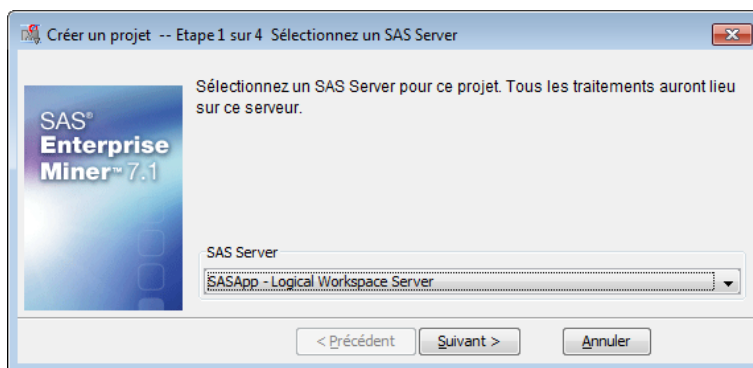 Créer un projet -- Etape 1 sur 4 Sélectionnez un SAS Server
Sélectionnez un SAS Server pour ce projet. Tous les traitements auront lieu
sur ce serveur.
SAS®
Enterprise
Miner™ 7.1
SAS Server
SASApp - Logical Workspace Server
< Précédent
Suivant >
Annuler